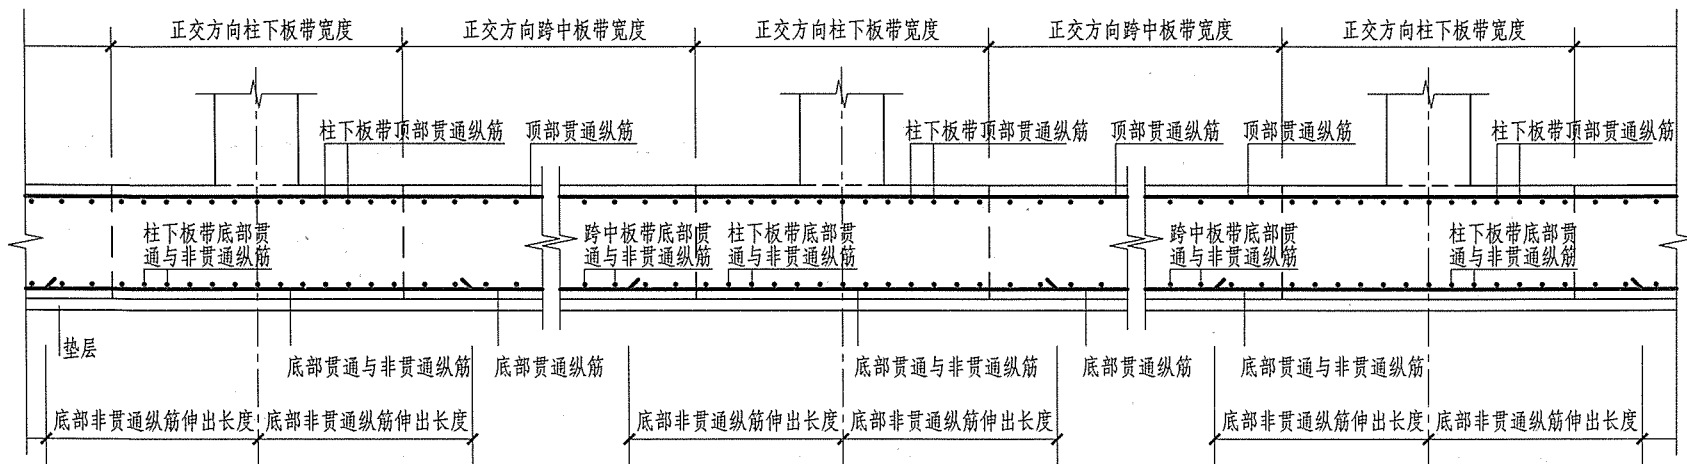 正交方向柱下板带宽度
正交方向跨中板带宽度
正交方向柱下板带宽度
正交方向跨中板带宽度
正交方向柱下板带宽度
柱下板带顶部贯通纵筋
顶部贯通纵筋
柱下板带顶部贯通纵筋
顶部贯通纵筋
顶部贯通纵筋
柱下板带顶部贯通纵筋
柱下板带底部贯
通与非贯通纵筋
跨中板带底部贯
通与非贯通纵筋
柱下板带底部贯
通与非贯通纵筋
跨中板带底部贯
通与非贯通纵筋
柱下板带底部贯
通与非贯通纵筋
垫层
底部贯通与非贯通纵筋
底部贯通纵筋
底部贯通与非贯通纵筋
底部贯通纵筋
底部贯通与非贯通纵筋
底部非贯通纵筋伸出长度
底部非贯通纵筋伸出长度
底部非贯通纵筋伸出长度
底部非贯通纵筋伸出长度
底部非贯通纵筋伸出长度
底部非贯通纵筋伸出长度